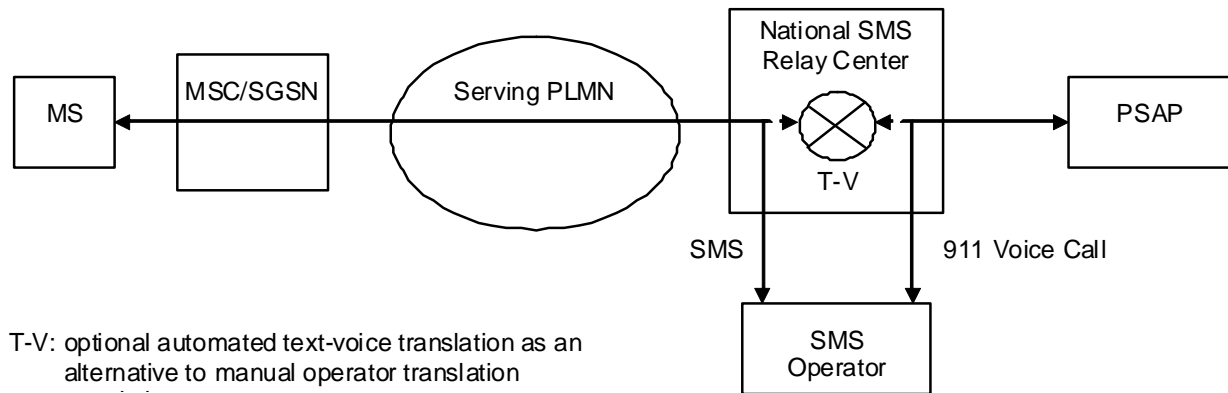 National SMS
Relay Center
MS
MSC/SGSN
Serving PLMN
PSAP
T-V
SMS
911 Voice Call
SMS
Operator
T-V: optional automated text-voice translation as an
alternative to manual operator translation